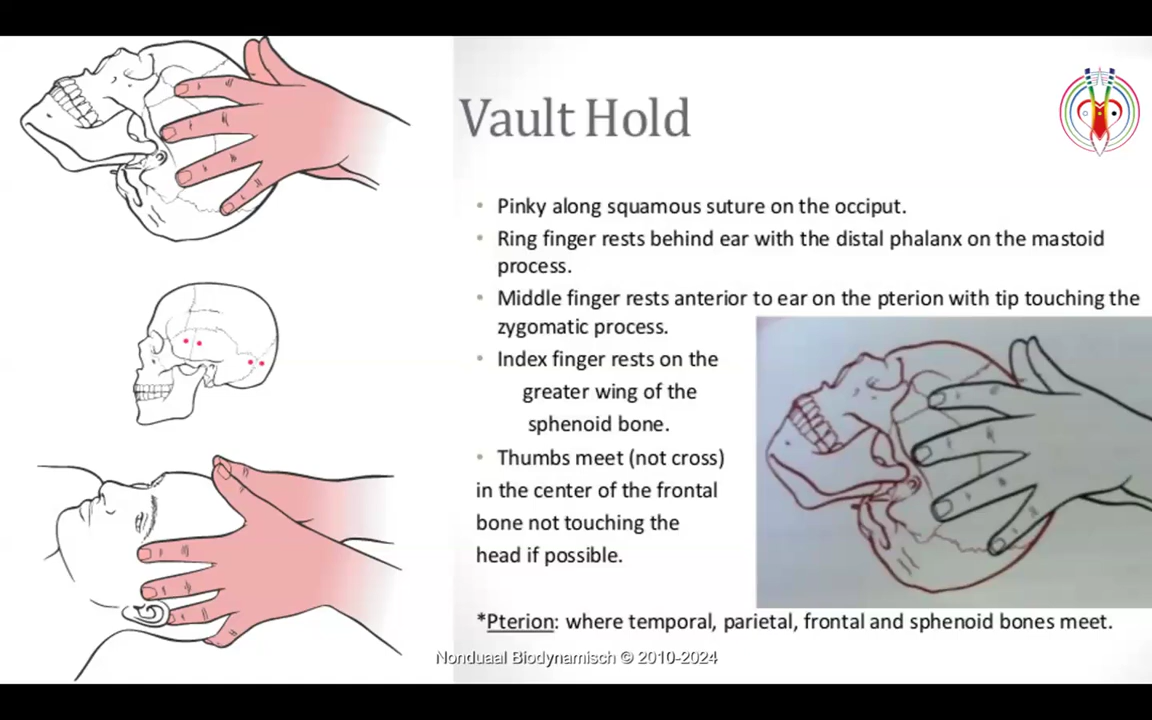 Vault Hold
• Pinky along squamous suture on the occiput.
• Ring finger rests behind ear with the distal phalanx on the mastoid
process.
• Middle finger rests anterior to ear on the pterion with tip touching the
zygomatic process.
• Index finger rests on the
greater wing of the
sphenoid bone.
• Thumbs meet (not cross)
in the center of the frontal
bone not touching the
head if possible.
*Pterion: where temporal, parietal, frontal and sphenoid bones meet.
Nonduaal Biodynamisch © 2010-2024